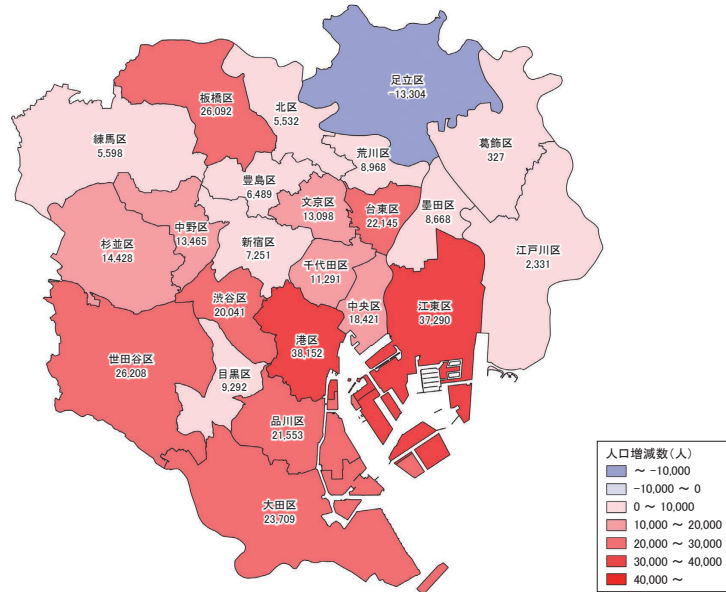 足立区
-13,304
板橋区
26,092
北区
5,532
葛飾区
327
練馬区
5,598
荒川区
8,968
豊島区
6,489
文京区
13,098
台東区
22,145
墨田区
8,668
中野区
13,465
杉並区
14,428
新宿区
7,251
江戸川区
2,331
千代田区
11,291
渋谷区
20,041
中央区
18,421
江東区
37,290
港区
38,152
世田谷区
26,208
目黒区
9,292
品川区
21,553
大田区
23,709
人口増減数(人)
～ -10,000
-10,000 ～ 0
0 ～ 10,000
10,000 ～ 20,000
20,000 ～ 30,000
30,000 ～ 40,000
40,000 ～